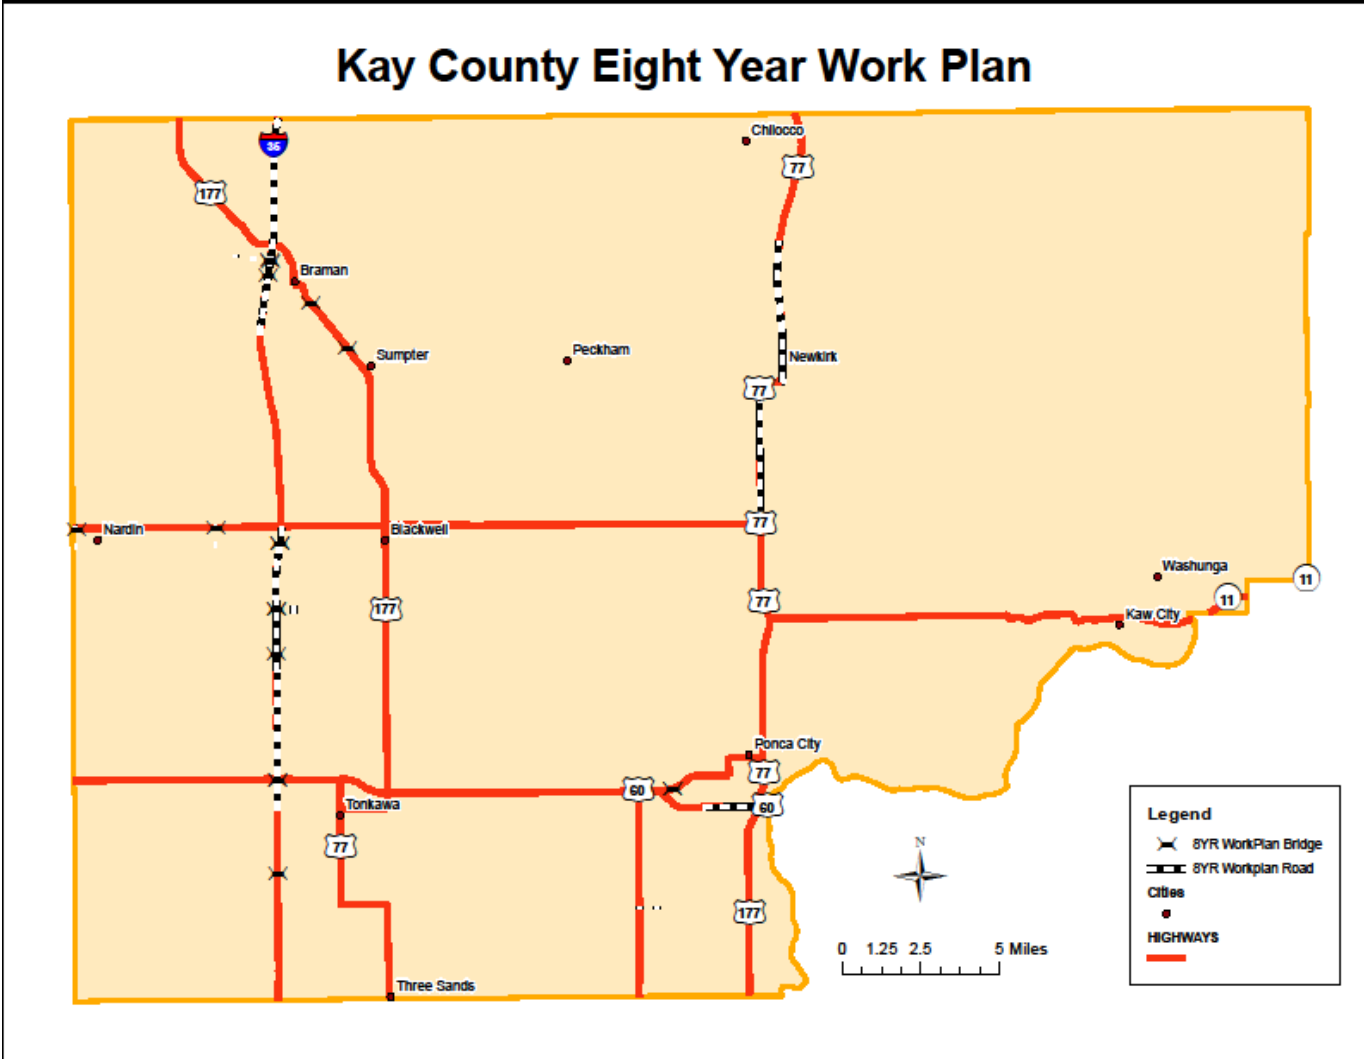 Kay County Eight Year Work Plan
Chilocco
35
77
177
Braman
Sumpter
Peckham
Newkirk
77
77
Nardin
Blackwell
Washunga
11
11
77
177
Kaw City
Ponca City
77
60
60
Tonkawa
77
177
Three Sands
N
0 1.25 2.5 5 Miles
Legend
8YR WorkPlan Bridge
8YR Workplan Road
Cities
HIGHWAYS